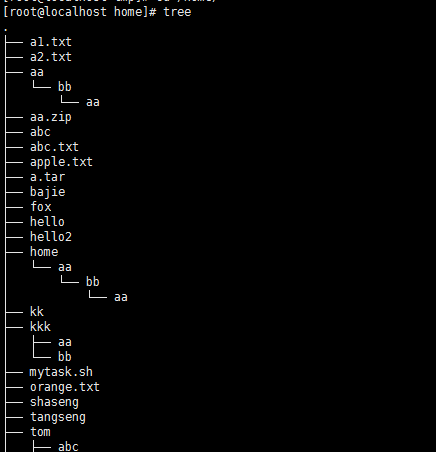 [root@localhost home]# tree
.
├── a1.txt
├── a2.txt
├── aa
│   └── bb
│       └── aa
├── aa.zip
├── abc
├── abc.txt
├── apple.txt
├── a.tar
├── bajie
├── fox
├── hello
├── hello2
├── home
│   └── aa
│       └── bb
│           └── aa
├── kk
├── kkk
│   ├── aa
│   └── bb
├── mytask.sh
├── orange.txt
├── shaseng
├── tangseng
├── tom
│   ├── abc